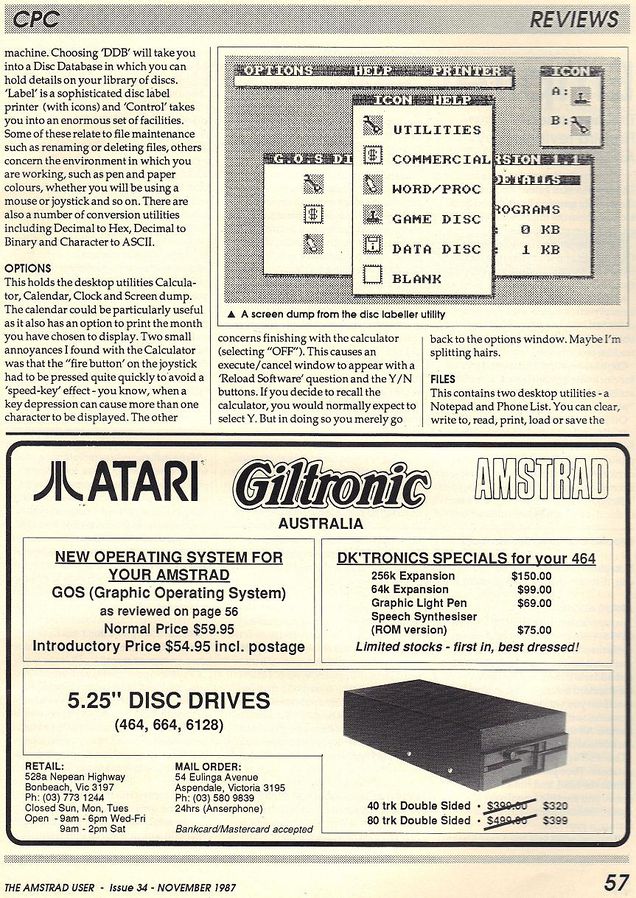 CPC
REVIEWS
machine. Choosing 'DDB' will take you
into a Disc Database in which you can
hold details on your library of discs.
'Label' is a sophisticated disc label
printer (with icons) and 'Control' takes
you into an enormous set of facilities.
Some of these relate to file maintenance
such as renaming or deleting files, others
concern the environment in which you
are working, such as pen and paper
colours, whether you will be using a
mouse or joystick and so on. There are
also a number of conversion utilities
including Decimal to Hex, Decimal to
Binary and Character to ASCII.
OPTIONS
This holds the desktop utilities Calcula-
tor, Calendar, Clock and Screen dump.
The calendar could be particularly useful
as it also has an option to print the month
you have chosen to display. Two small
annoyances I found with the Calculator
was that the "fire button' on the joystick
had to be pressed quite quickly to avoid a
'speed-key' effect - you know, when a
key depression can cause more than one
character to be displayed. The other
OPTIONS HELP PRINTER
ICON
A:
B:
ICON HELP
UTILITIES
COMMERCIAL
WORD/PROC
GAME DISC
DATA DISC
BLANK
G.O.S DI
RSION 1.1
DETAILS
ROGRAMS
: 0 KB
: 1 KB
▲ A screen dump from the disc labeller utility
concerns finishing with the calculator
(selecting "OFF"). This causes an
execute/cancel window to appear with a
'Reload Software' question and the Y/N
buttons. If you decide to recall the
calculator, you would normally expect to
select Y. But in doing so you merely go
back to the options window. Maybe I'm
splitting hairs.
FILES
This contains two desktop utilities - a
Notepad and Phone List. You can clear,
write to, read, print, load or save the
ATARI
Giltronic
AMSTRAD
AUSTRALIA
NEW OPERATING SYSTEM FOR
YOUR AMSTRAD
GOS (Graphic Operating System)
as reviewed on page 56
Normal Price $59.95
Introductory Price $54.95 incl. postage
DK'TRONICS SPECIALS for your 464
256k Expansion $150.00
64k Expansion $99.00
Graphic Light Pen $69.00
Speech Synthesiser
(ROM version) $75.00
Limited stocks - first in, best dressed!
5.25" DISC DRIVES
(464, 664, 6128)
RETAIL:
528a Nepean Highway
Bonbeach, Vic 3197
Ph: (03) 773 1244
Closed Sun, Mon, Tues
Open - 9am - 6pm Wed-Fri
9am - 2pm Sat
MAIL ORDER:
54 Eulinga Avenue
Aspendale, Victoria 3195
Ph: (03) 580 9839
24hrs (Anserphone)
Bankcard/Mastercard accepted
40 trk Double Sided - $399.00 $320
80 trk Double Sided - $499.00 $399
THE AMSTRAD USER - Issue 34 - NOVEMBER 1987
57